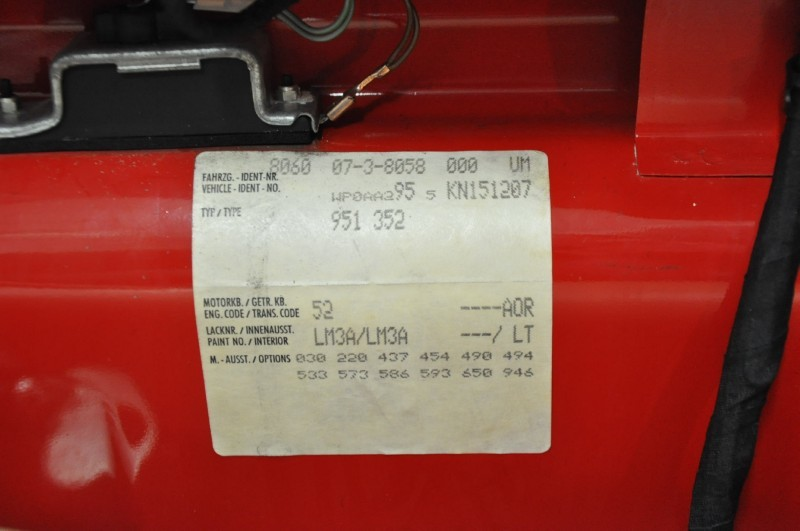 8060 07-3-8058 000 UM
FAHRZG.-IDENT-NR.
VEHICLE-IDENT-NO. WP0AA295 5 KN151207
TYP/TYPE 951 352
MOTORKB./GETR.KB.
ENG.CODE/TRANS.CODE 52 ----AOR
LACKNR./INNENAUSST.
PAINT NO./INTERIOR LM3A/LM3A ---/ LT
M.-AUSST./OPTIONS 030 220 437 454 490 494
533 573 586 593 650 946